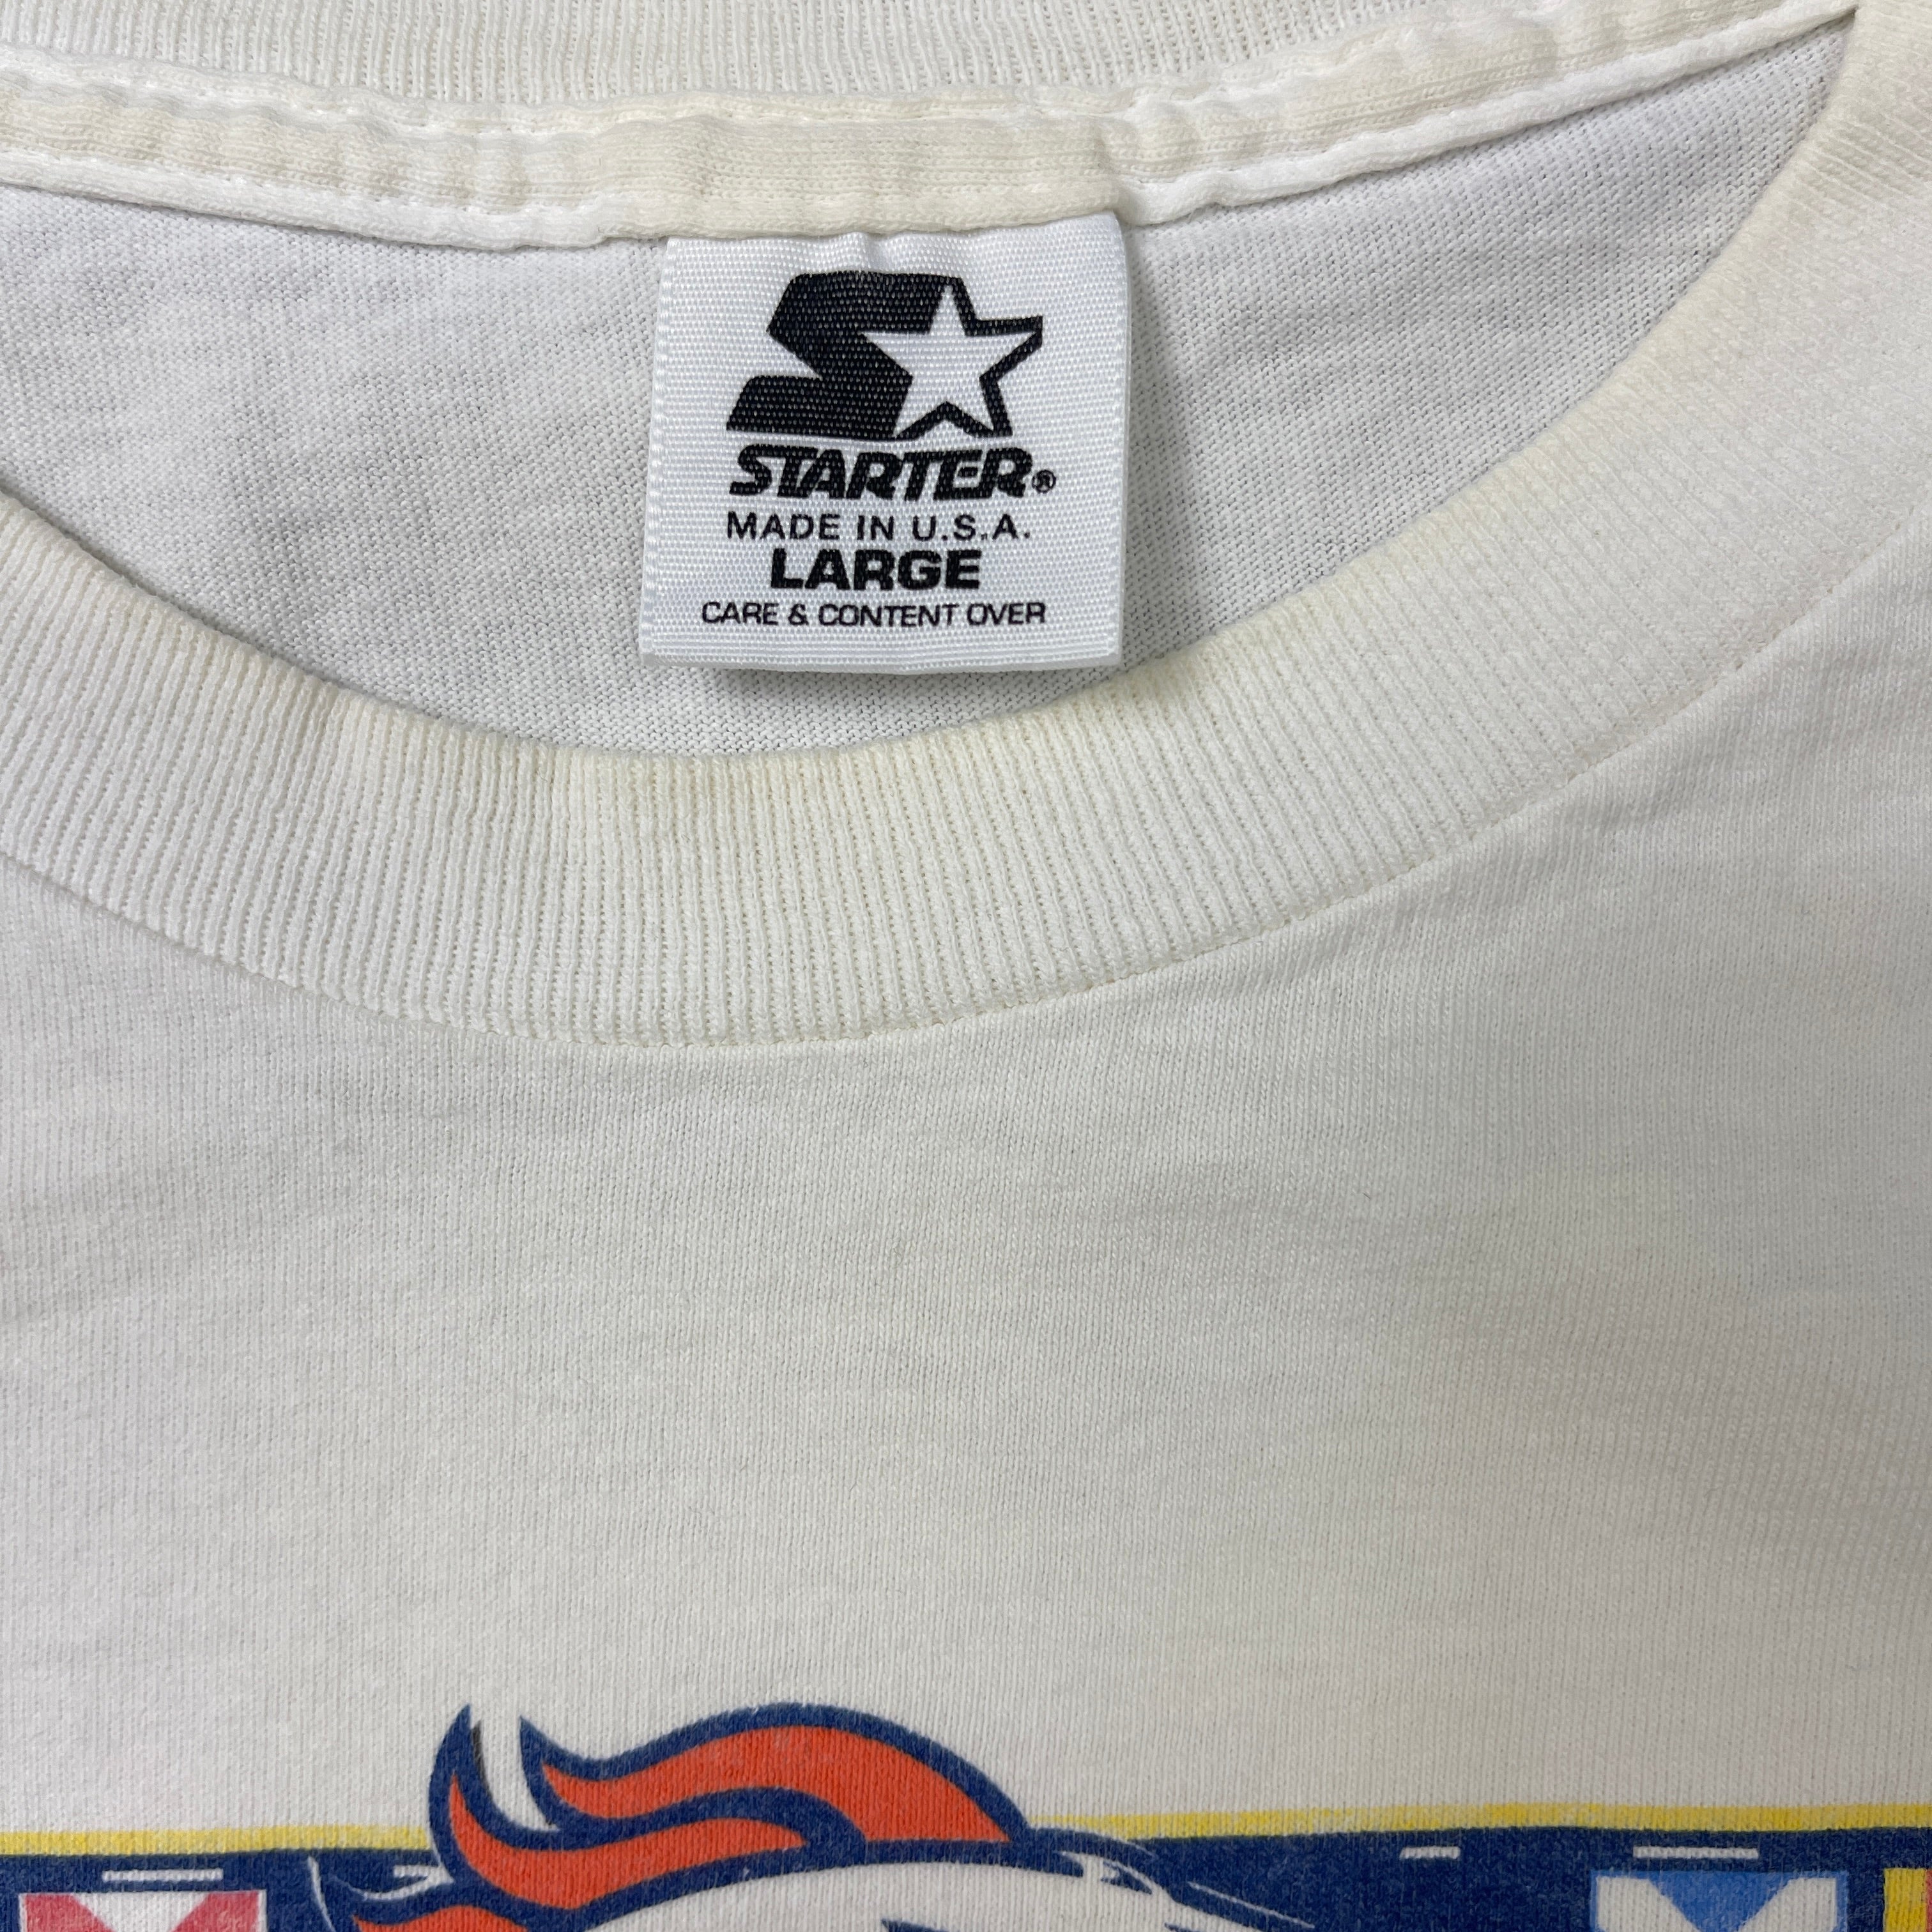 STARTER®
MADE IN U.S.A.
LARGE
CARE & CONTENT OVER